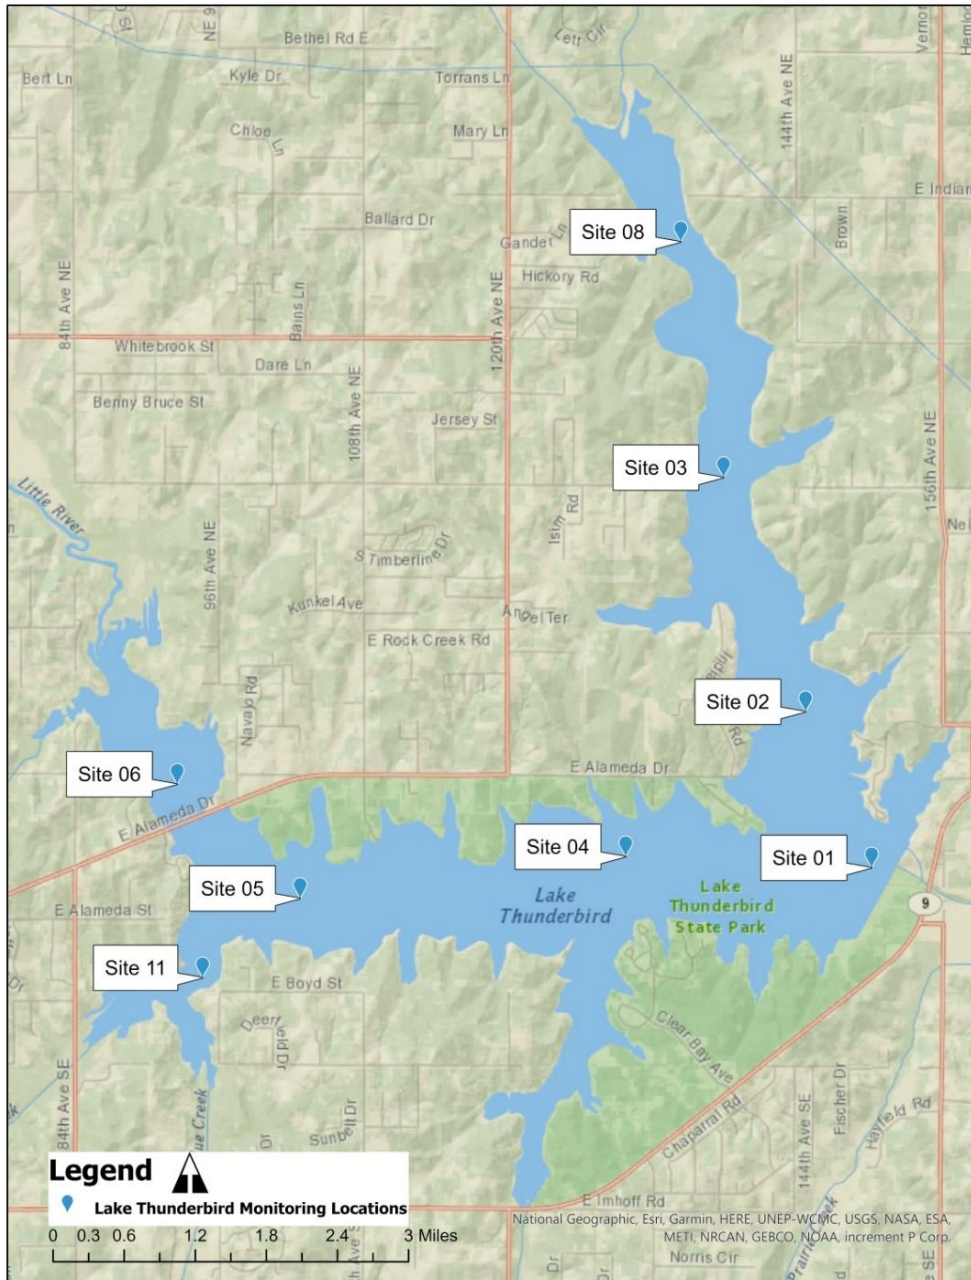 Lett Cir
Bethel Rd E
Bert Ln
Kyle Dr
Torrans Ln
Chloe Ln
Mary Ln
144th Ave NE
E Indian
Ballard Dr
Brown
Site 08
Gander Ln
Hickory Rd
84th Ave NE
Bains Ln
120th Ave NE
Whitebrook St
Dare Ln
Benny Bruce St
108th Ave NE
Jersey St
Site 03
156th Ave NE
Little River
Isim Rd
S Timberline Dr
96th Ave NE
Kunkel Ave
Angel Ter
E Rock Creek Rd
Navajo Rd
Site 02
Rd
E Alameda Dr
Site 06
E Alameda Dr
Site 04
Site 01
Site 05
Lake
Thunderbird
Lake
Thunderbird
State Park
9
E Alameda St
Site 11
E Boyd St
Clear Bay Ave
84th Ave SE
Sunbelt Dr
Chaparral Rd
144th Ave SE
Fischer Dr
Hayfield Rd
ue Creek
Legend
Lake Thunderbird Monitoring Locations
E Imhoff Rd
National Geographic, Esri, Garmin, HERE, UNEP-WCMC, USGS, NASA, ESA,
METI, NRCAN, GEBCO, NOAA, increment P Corp.
0 0.3 0.6 1.2 1.8 2.4 3 Miles
Norris Cir